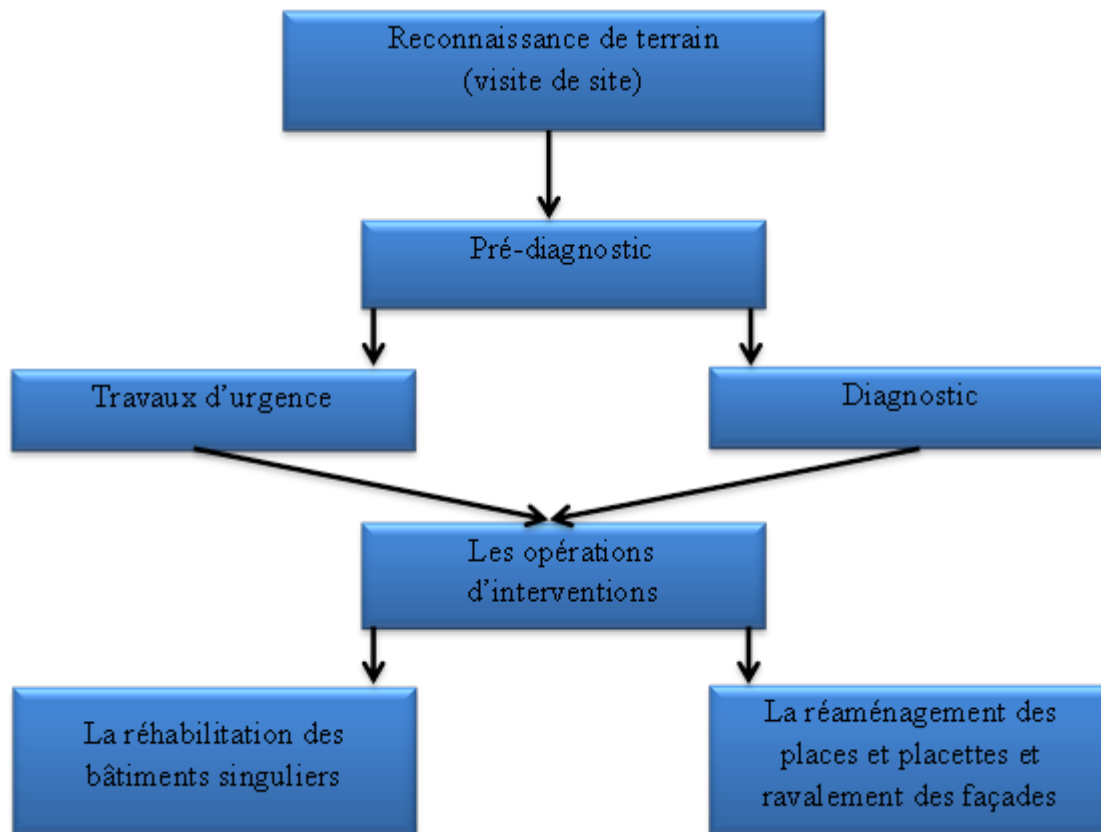 Reconnaissance de terrain
(visite de site)
Pré-diagnostic
Travaux d'urgence
Diagnostic
Les opérations
d'interventions
La réhabilitation des
bâtiments singuliers
La réaménagement des
places et placettes et
ravalement des façades